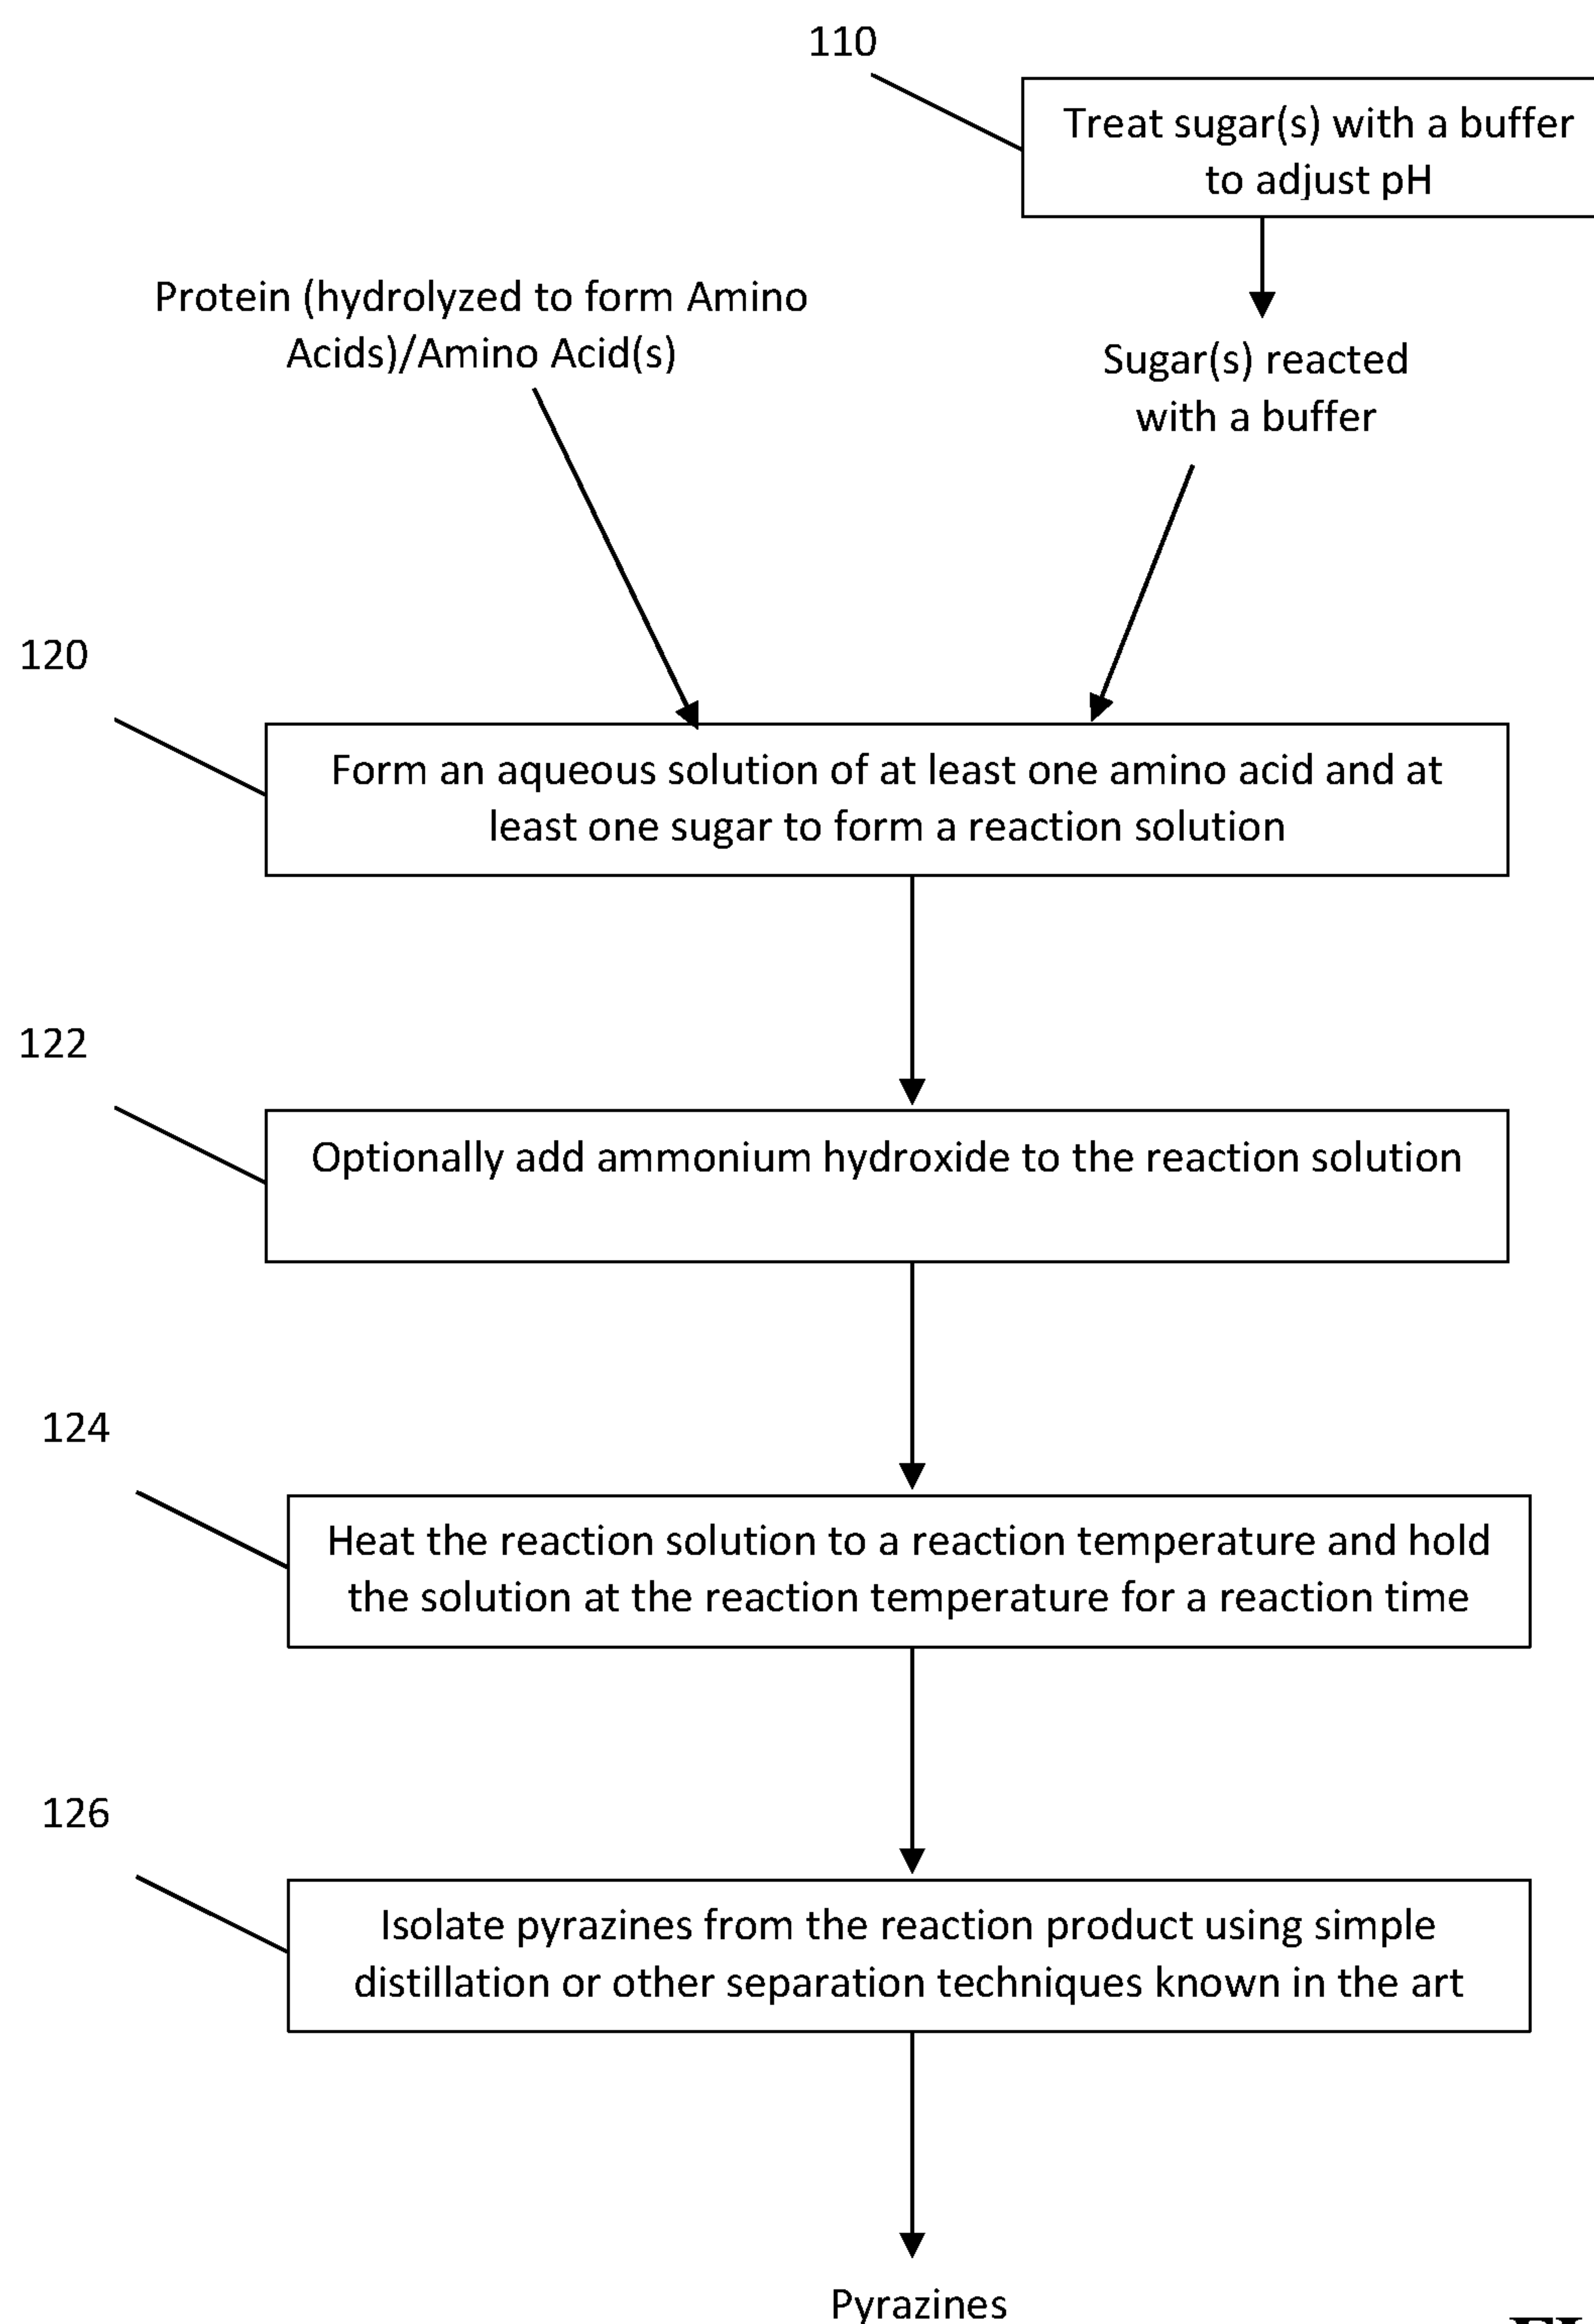 110
Treat sugar(s) with a buffer
to adjust pH
Protein (hydrolyzed to form Amino
Acids)/Amino Acid(s)
Sugar(s) reacted
with a buffer
120
Form an aqueous solution of at least one amino acid and at
least one sugar to form a reaction solution
122
Optionally add ammonium hydroxide to the reaction solution
124
Heat the reaction solution to a reaction temperature and hold
the solution at the reaction temperature for a reaction time
126
Isolate pyrazines from the reaction product using simple
distillation or other separation techniques known in the art
Pyrazines